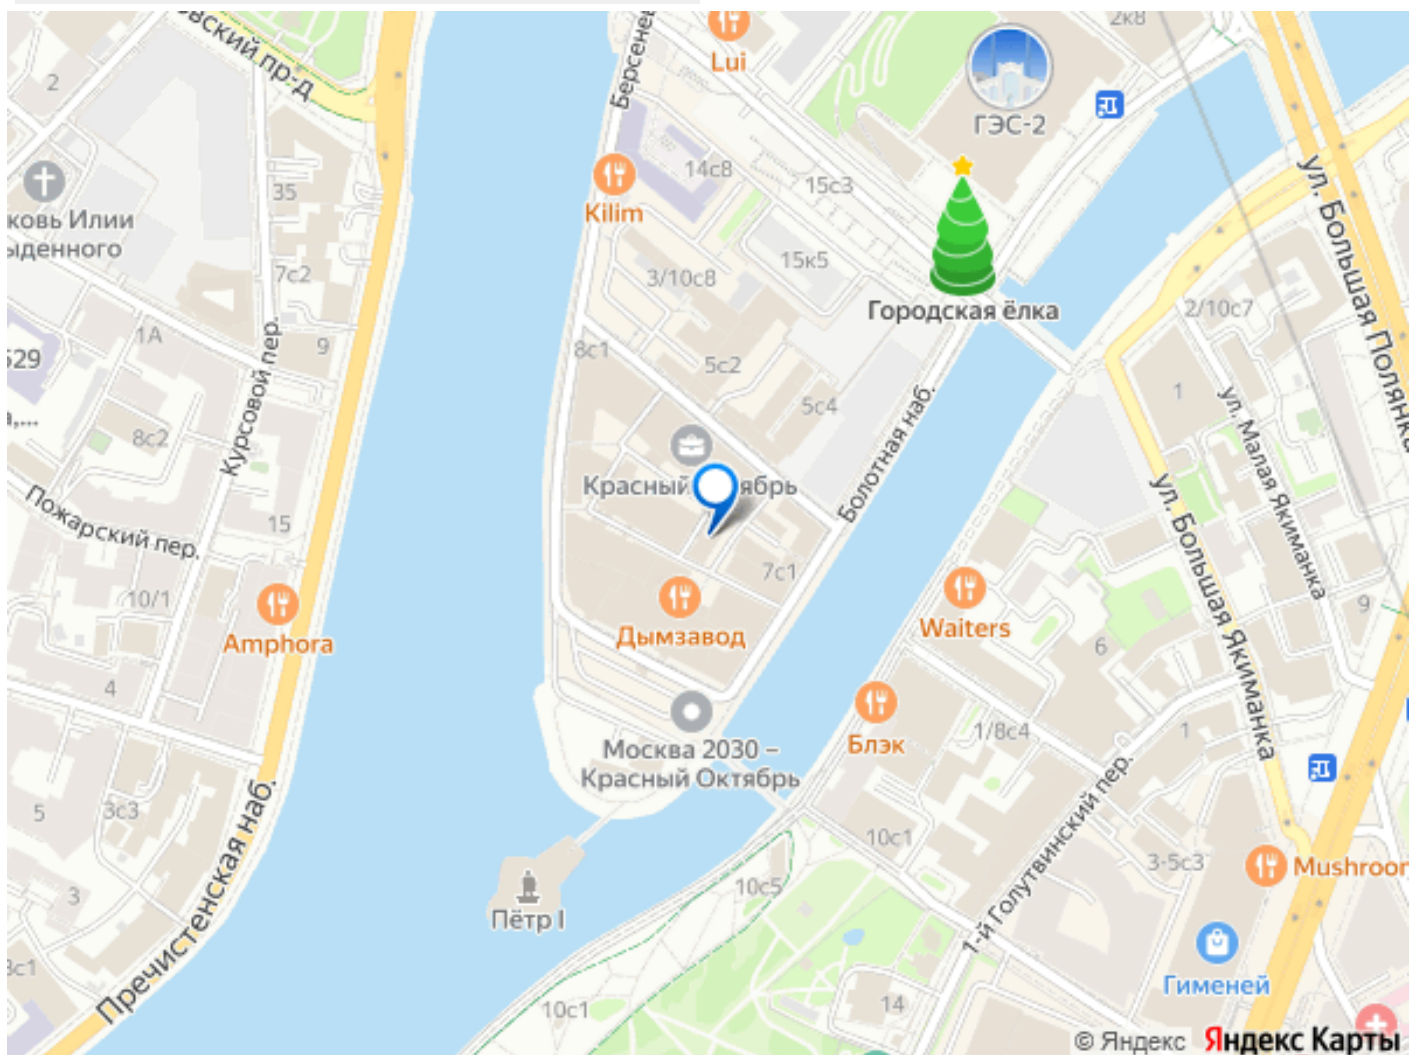 2к8
вский пр-д
Lui
Берсенев
ГЭС-2
2
14с8
15с3
35
Kilim
ковь Илии
ыденного
7с2
3/10с8
15к5
ул. Большая Полянка
Городская ёлка
2/10с7
1А
9
529
8с1
5с2
Курсовой пер.
1
ул. Малая Якиманка
5с4
а,...
8с2
Болотная наб.
Красный
ябрь
Пожарский пер.
15
ул. Большая Якиманка
7с1
10/1
Дымзавод
Waiters
9
Amphora
6
4
1/8с4
1
Блэк
Москва 2030 –
Красный Октябрь
3с3
5
Пречистенская наб.
10с1
1-й Голутвинский пер.
3-5с3
Mushroor
10с5
3
Пётр I
3с1
Гименей
10с1
14
© Яндекс Яндекс Карты